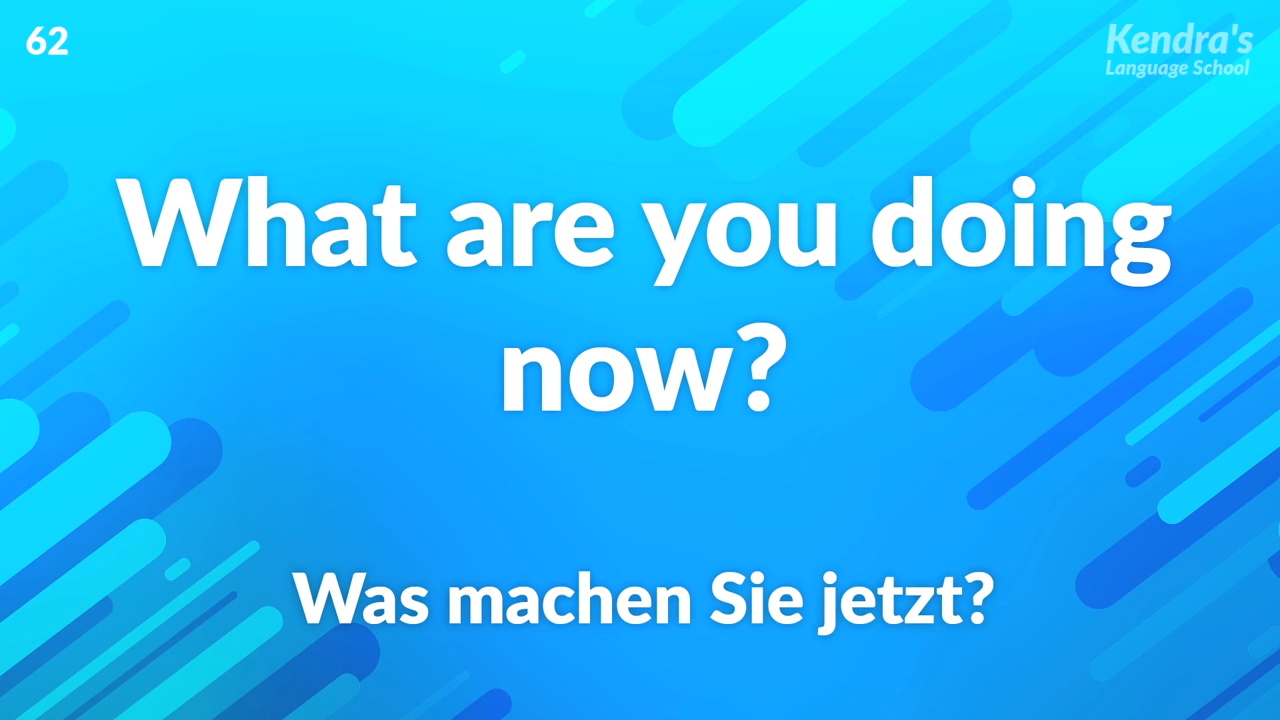 62
Kendra's
Language School
What are you doing
now?
Was machen Sie jetzt?